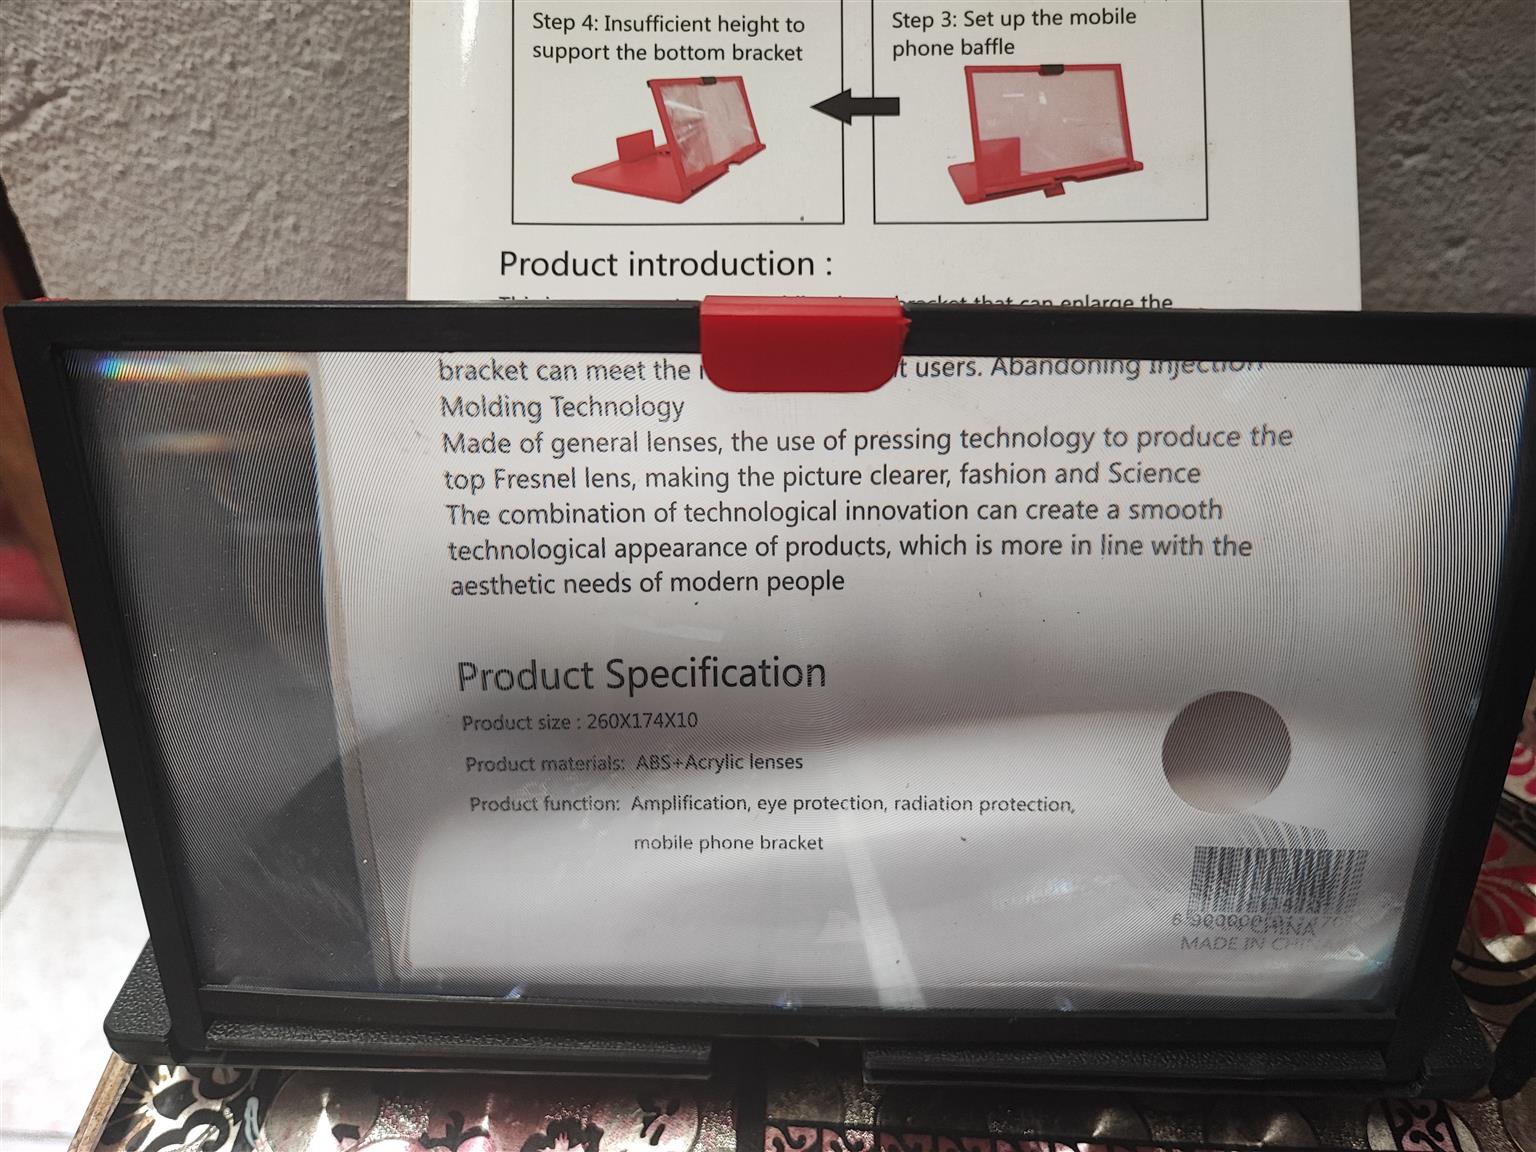 Step 4: Insufficient height to
support the bottom bracket
Step 3: Set up the mobile
phone baffle
Product introduction :
bracket that can enlarge the
bracket can meet the
users. Abandoning Injection
Molding Technology
Made of general lenses, the use of pressing technology to produce the
top Fresnel lens, making the picture clearer, fashion and Science
The combination of technological innovation can create a smooth
technological appearance of products, which is more in line with the
aesthetic needs of modern people
Product Specification
Product size : 260X174X10
Product materials: ABS+Acrylic lenses
Product function: Amplification, eye protection, radiation protection,
mobile phone bracket
MADE IN CHINA